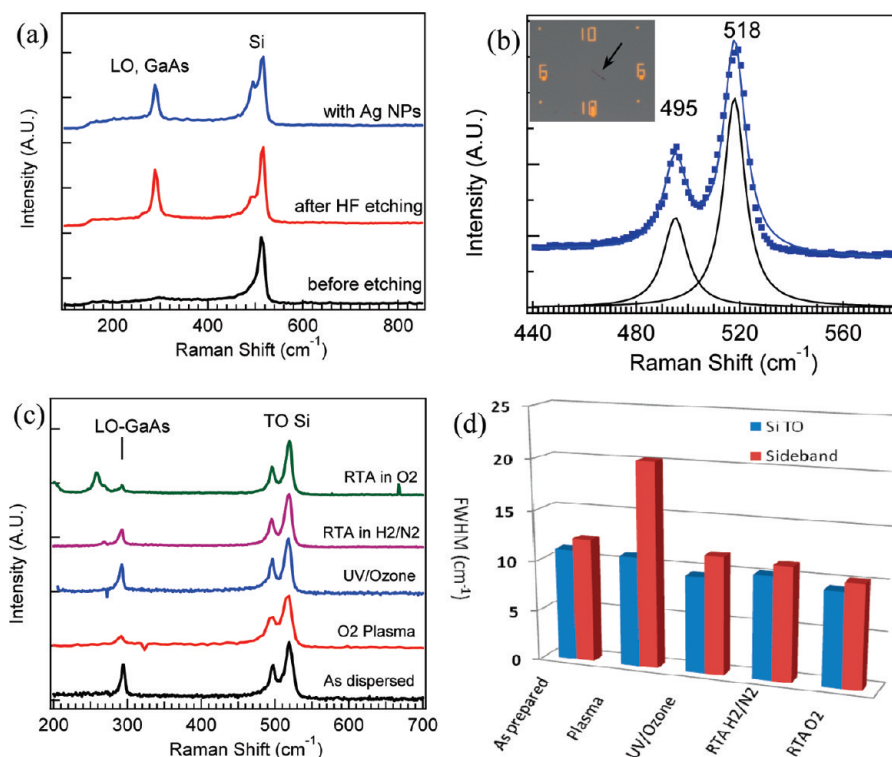 (a)
LO, GaAs
Si
with Ag NPs
after HF etching
before etching
Intensity (A.U.)
200
400
600
800
Raman Shift (cm-1)
(b)
10
6
6
518
495
Intensity (A.U.)
440
480
520
560
Raman Shift (cm-1)
(c)
LO-GaAs
TO Si
RTA in O2
RTA in H2/N2
UV/Ozone
O2 Plasma
As dispersed
Intensity (A.U.)
200
300
400
500
600
700
Raman Shift (cm-1)
(d)
25
20
15
10
5
0
FWHM (cm-1)
Si TO
Sideband
As prepared
Plasma
UV/Ozone
RTA H2/N2
RTA O2